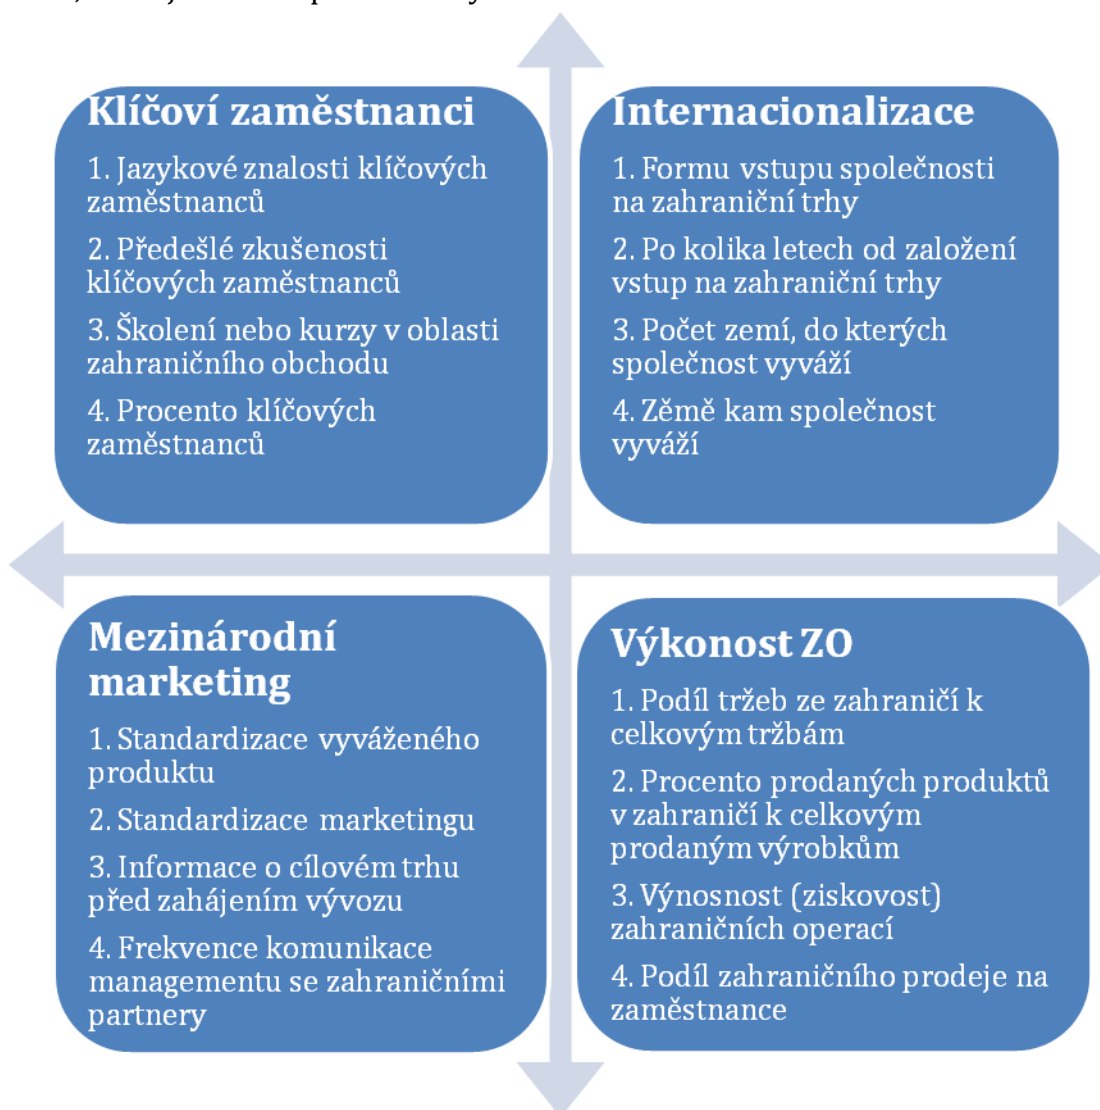 Klíčoví zaměstnanci
1. Jazykové znalosti klíčových
zaměstnanců
2. Předešlé zkušenosti
klíčových zaměstnanců
3. Školení nebo kurzy v oblasti
zahraničního obchodu
4. Procento klíčových
zaměstnanců
Internacionalizace
1. Formu vstupu společnosti
na zahraniční trhy
2. Po kolika letech od založení
vstup na zahraniční trhy
3. Počet zemí, do kterých
společnost vyváží
4. Zěmě kam společnost
vyváží
Mezinárodní
marketing
1. Standardizace vyváženého
produktu
2. Standardizace marketingu
3. Informace o cílovém trhu
před zahájením vývozu
4. Frekvence komunikace
managementu se zahraničními
partnery
Výkonost ZO
1. Podíl tržeb ze zahraničí k
celkovým tržbám
2. Procento prodaných produktů
v zahraničí k celkovým
prodaným výrobkům
3. Výnosnost (ziskovost)
zahraničních operací
4. Podíl zahraničního prodeje na
zaměstnance